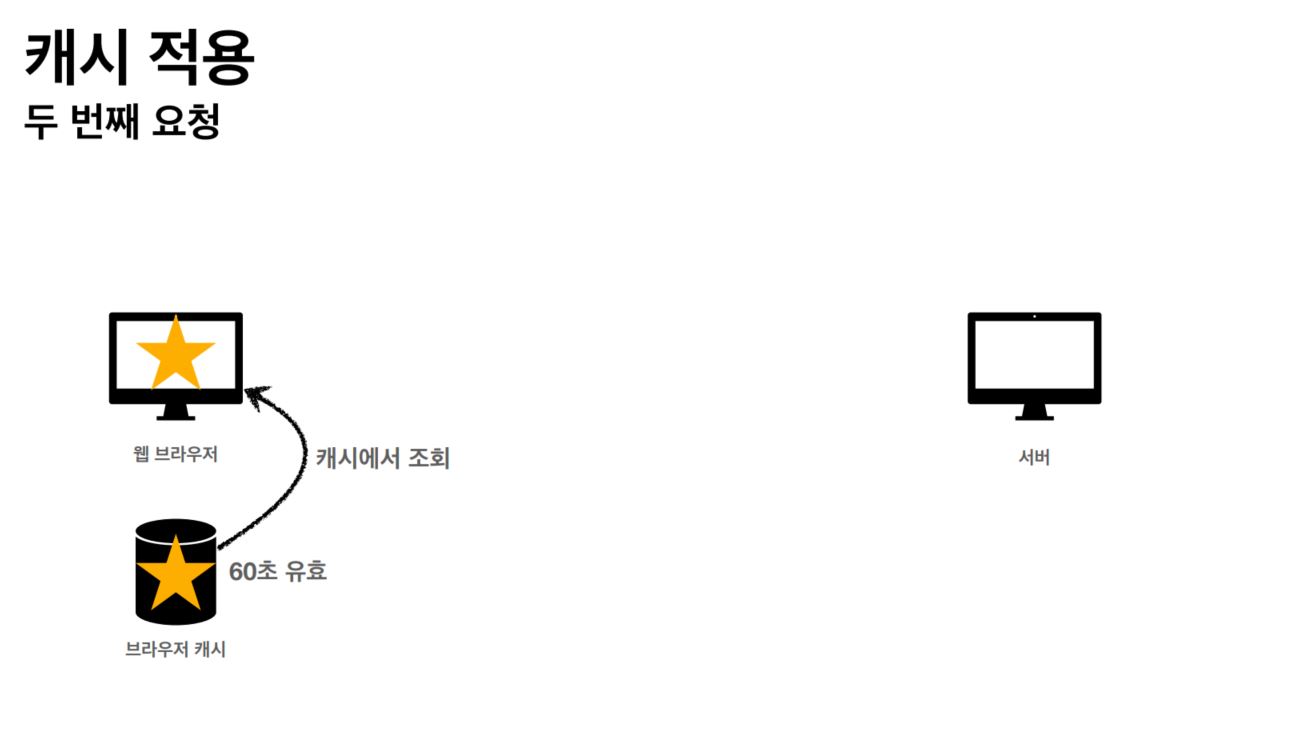 캐시 적용
두 번째 요청
웹 브라우저
캐시에서 조회
서버
60초 유효
브라우저 캐시